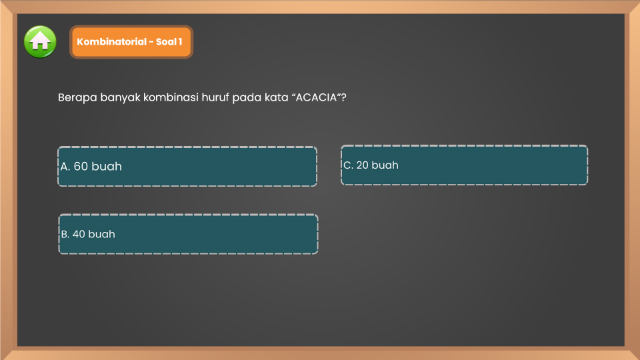 Kombinatorial - Soal 1
Berapa banyak kombinasi huruf pada kata “ACACIA”?
A. 60 buah
C. 20 buah
B. 40 buah